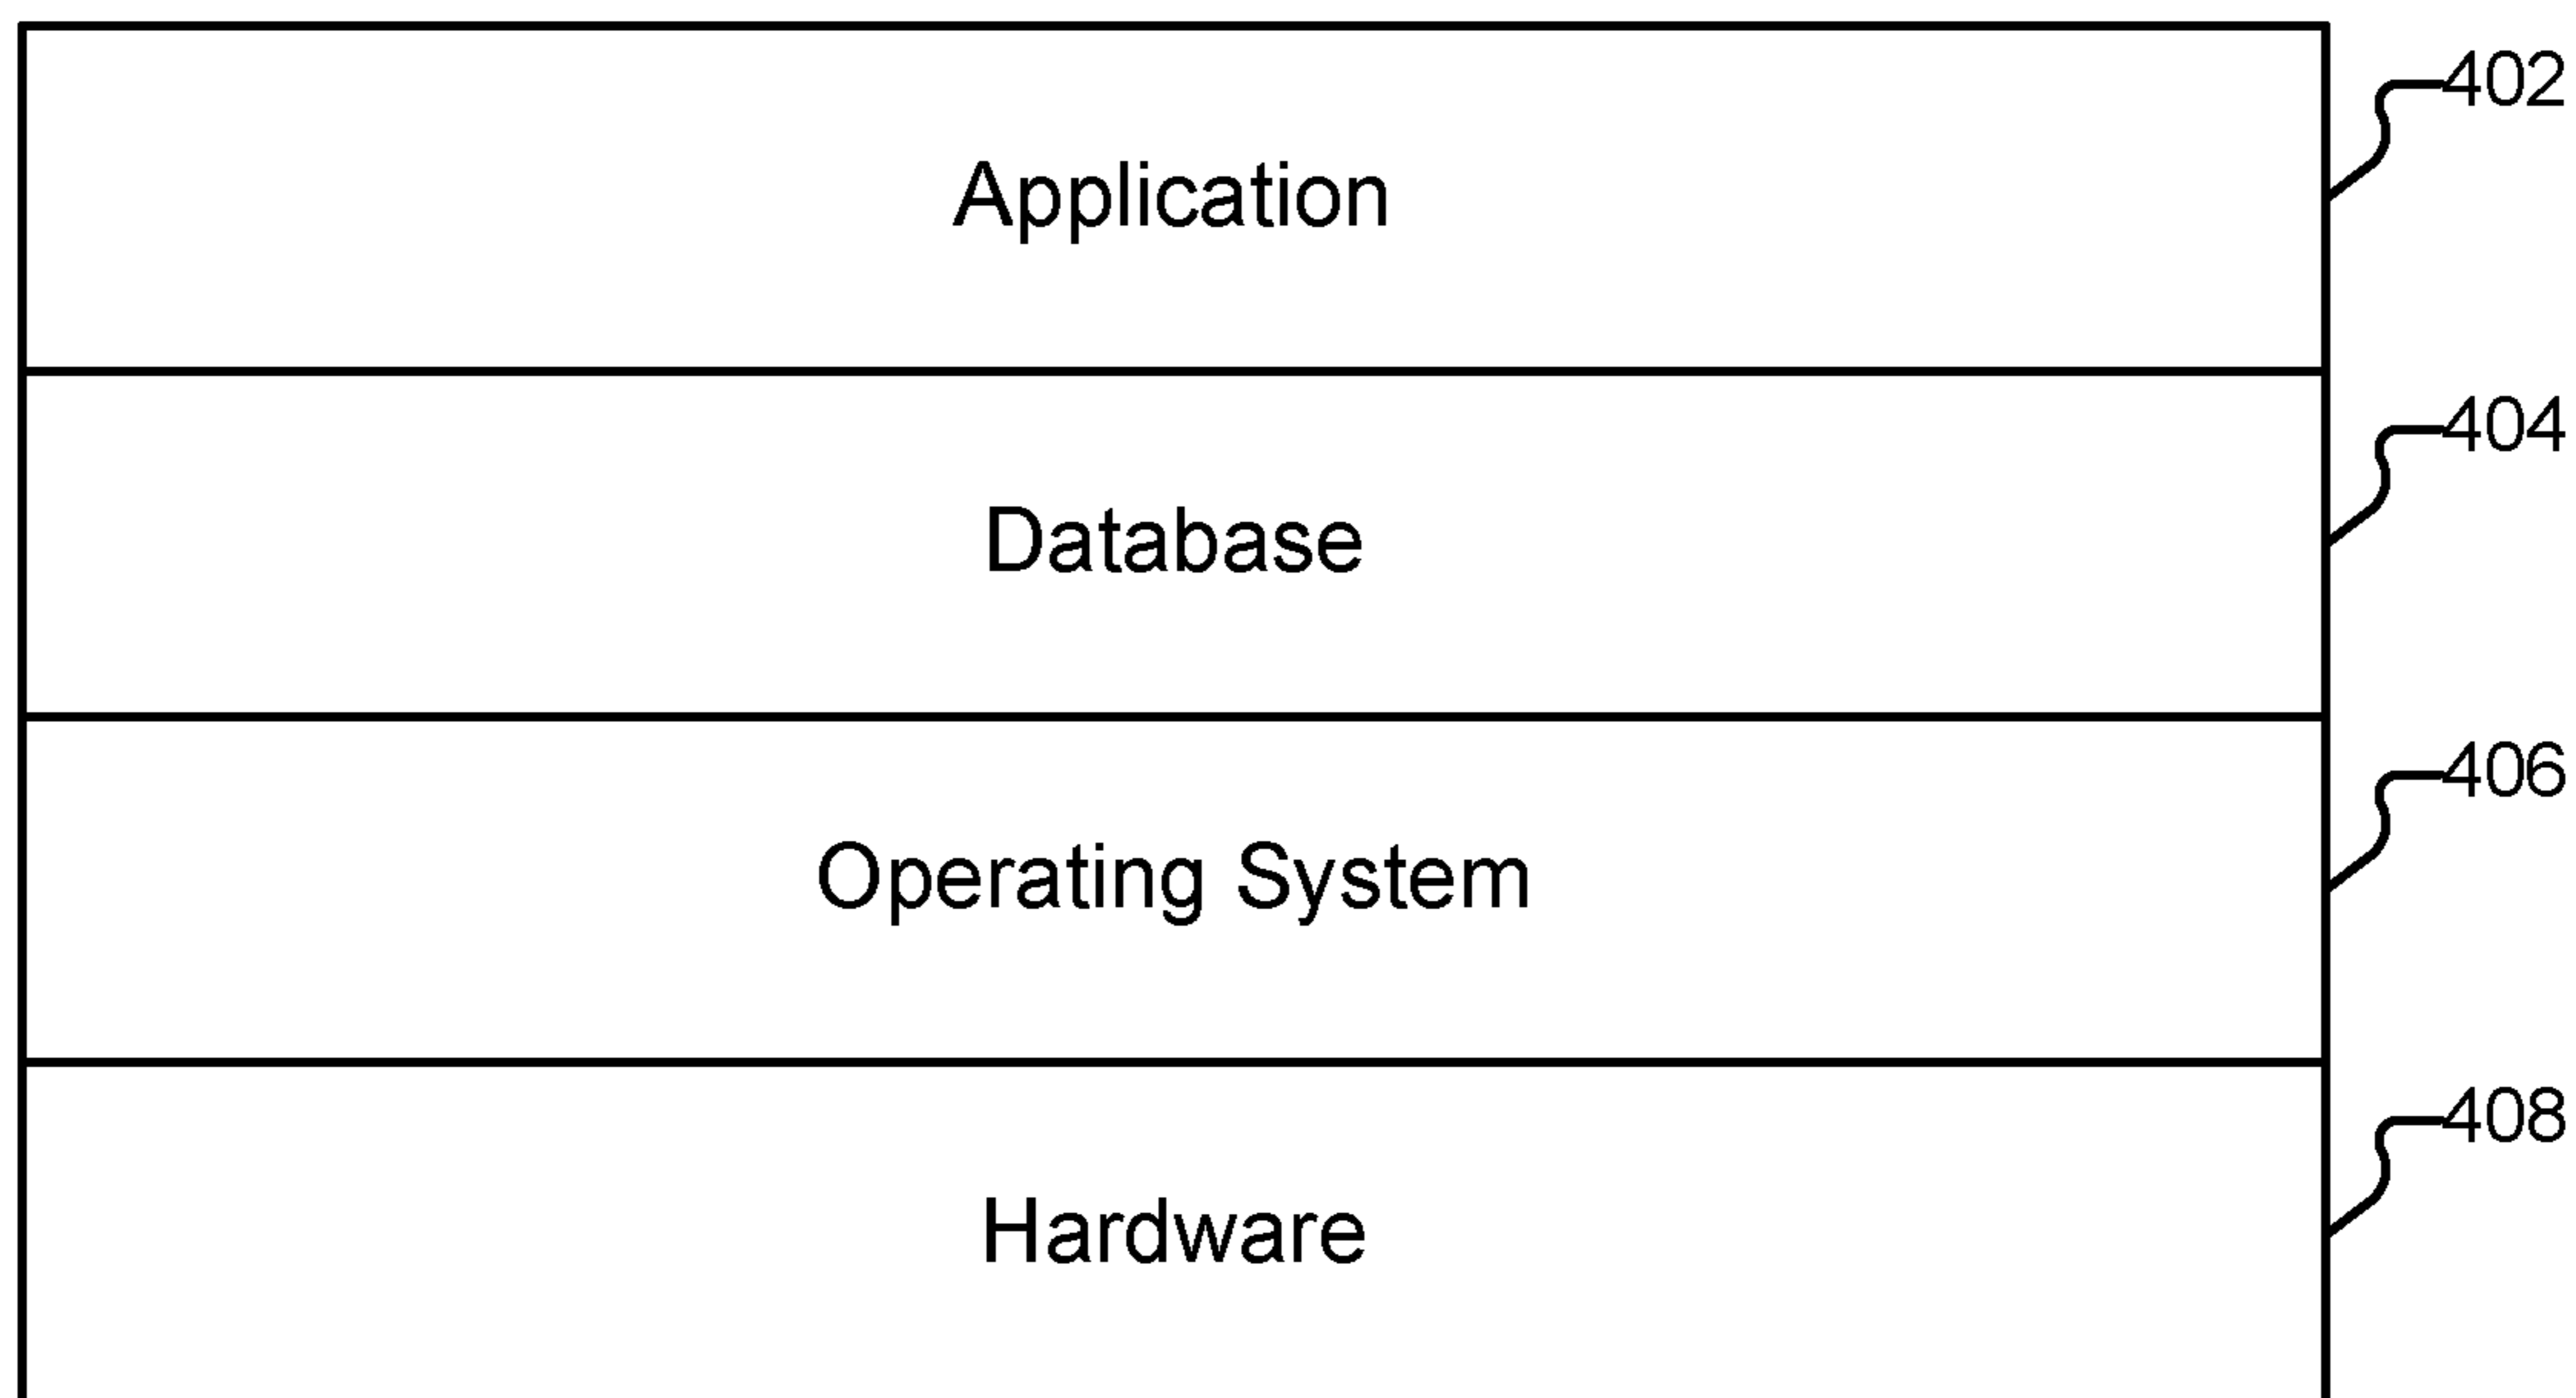 402
Application
404
Database
406
Operating System
408
Hardware